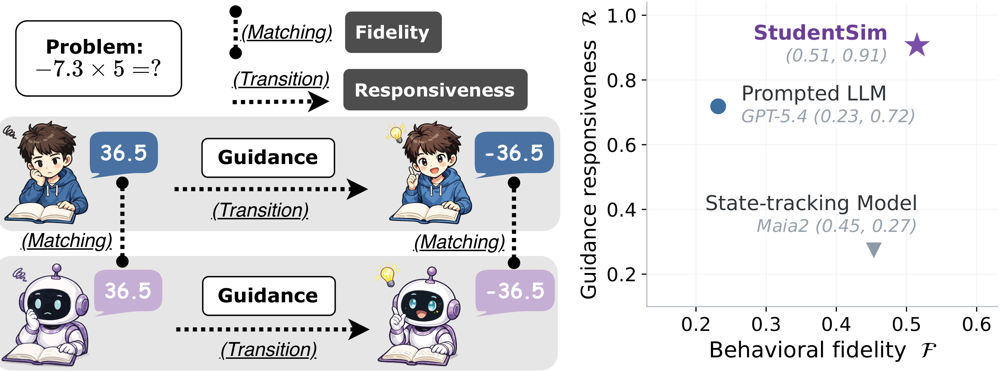 Problem:
−7.3 × 5 =?
(Matching)
Fidelity
(Transition)
Responsiveness
36.5
Guidance
(Transition)
-36.5
(Matching)
(Matching)
36.5
Guidance
(Transition)
-36.5
Guidance responsiveness ℛ
1.0
0.8
0.6
0.4
0.2
StudentSim
(0.51, 0.91)
Prompted LLM
GPT-5.4 (0.23, 0.72)
State-tracking Model
Maia2 (0.45, 0.27)
0.2 0.3 0.4 0.5 0.6
Behavioral fidelity ℱ